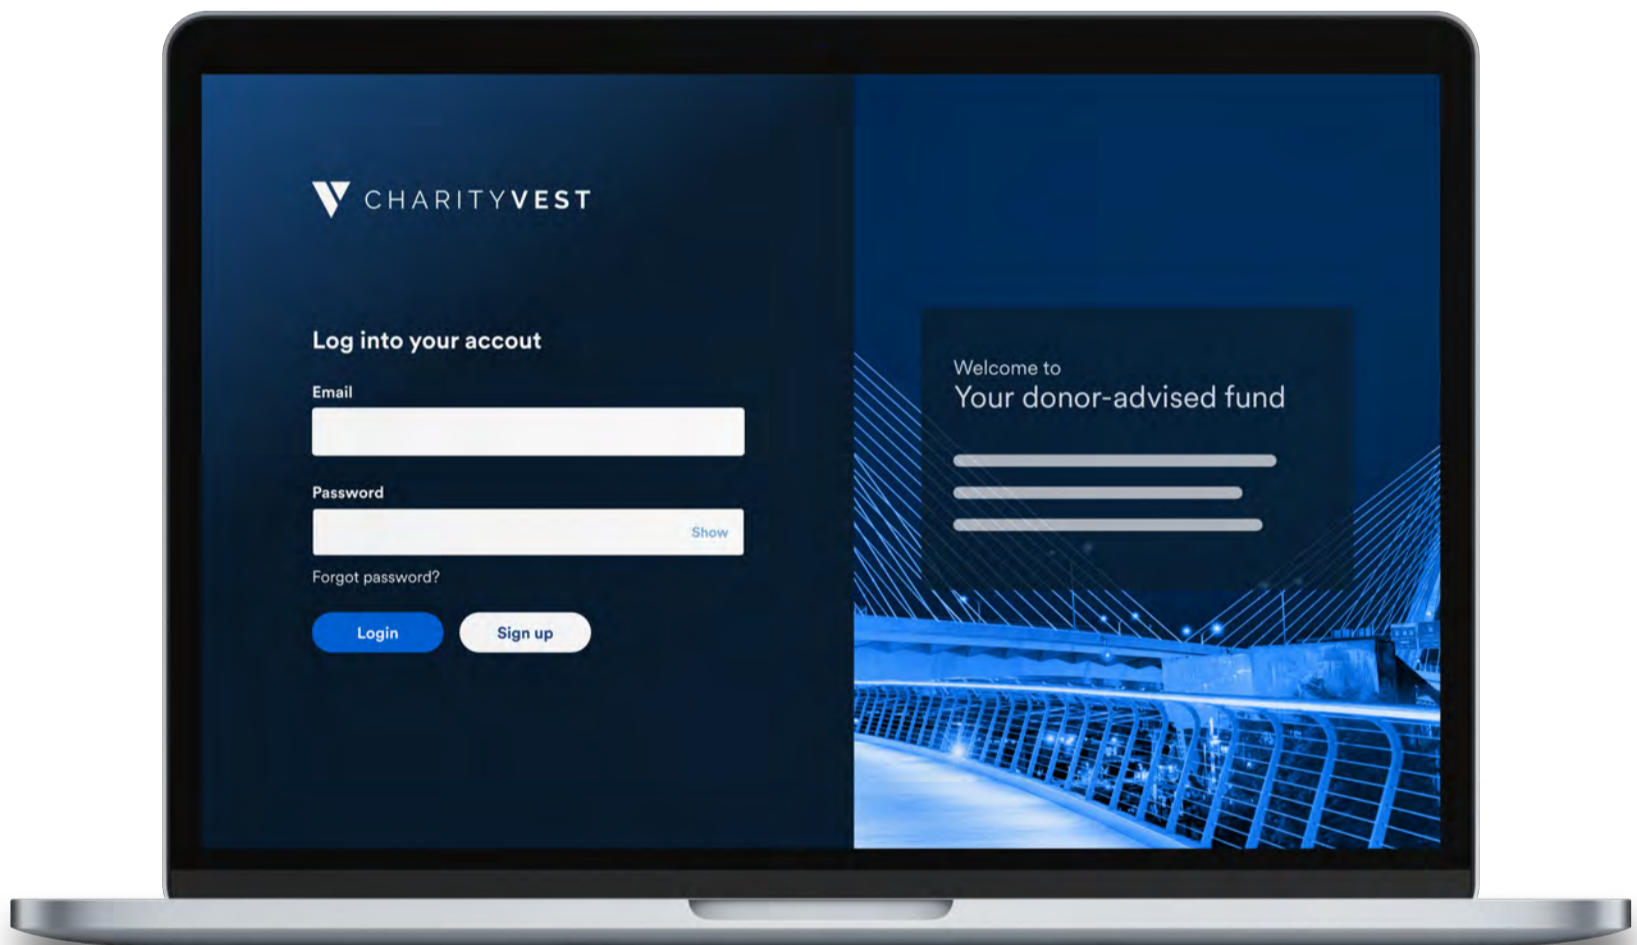 CHARITYVEST
Log into your accout
Email
Password
Show
Forgot password?
Login
Sign up
Welcome to
Your donor-advised fund